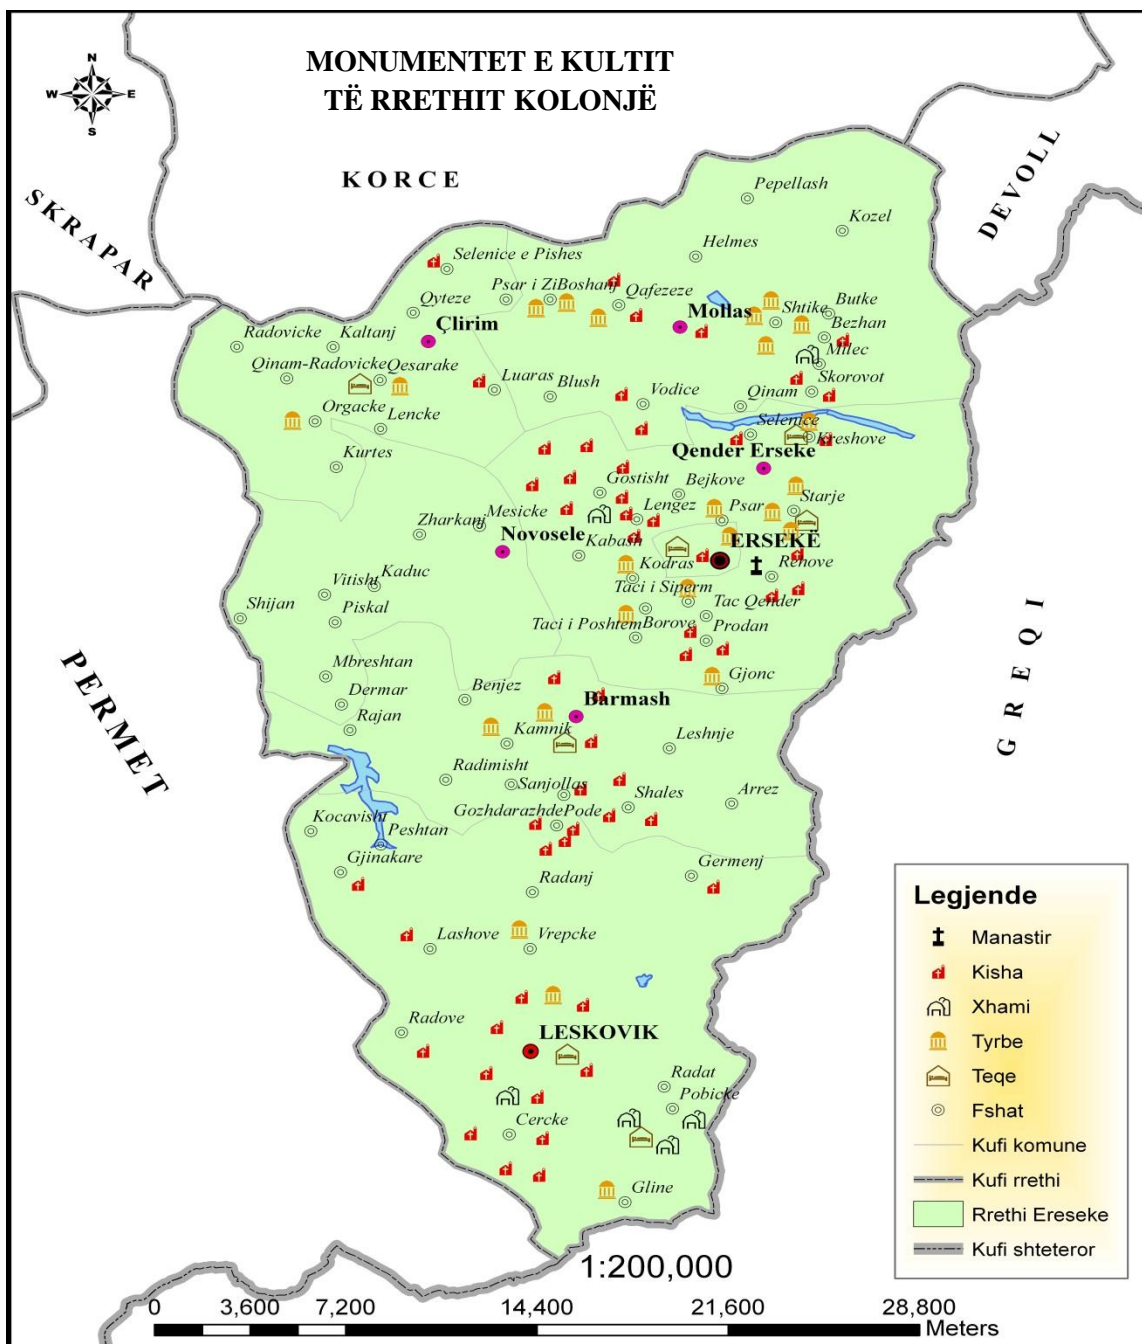 MONUMENTET E KULTIT
TË RRETHIT KOLONJË
N
W E
S
KORCE
SKRAPAR
DEVOLL
PERMET
GREQI
Pepellash
Kozel
Helmes
Selenice e Pishes
Psar i Zi
Boshanj
Qafezeze
Qyteze
Mollas
Shtike
Butke
Bezhan
Çlirim
Radovicke
Kaltanj
Milec
Qinam-Radovicke
Qesarake
Luaras
Blush
Vodice
Qinam
Skorovot
Orgacke
Lencke
Selenice
Kreshove
Qender Erseke
Kurtes
Gostisht
Bejkove
Starje
Mesicke
Lengez
Psar
Zharkanj
Novosele
Kabash
ERSEKË
Kodras
Rehove
Vitisht
Kaduc
Taci i Siperm
Shijan
Piskal
Tac Qender
Taci i Poshtem
Borove
Prodan
Mbreshtan
Gjonc
Dermar
Benjez
Barmash
Rajan
Kamnik
Leshnje
Radimisht
Sanjollas
Shales
Arrez
Gozhdarazhde
Pode
Kocavisht
Peshtan
Gjinakare
Germenj
Radanj
Lashove
Vrepcke
Radove
LESKOVIK
Radat
Pobicke
Cercke
Gline
Legjende
Manastir
Kisha
Xhami
Tyrbe
Teqe
Fshat
Kufi komune
Kufi rrethi
Rrethi Ereseke
Kufi shteteror
1:200,000
0 3,600 7,200 14,400 21,600 28,800
Meters